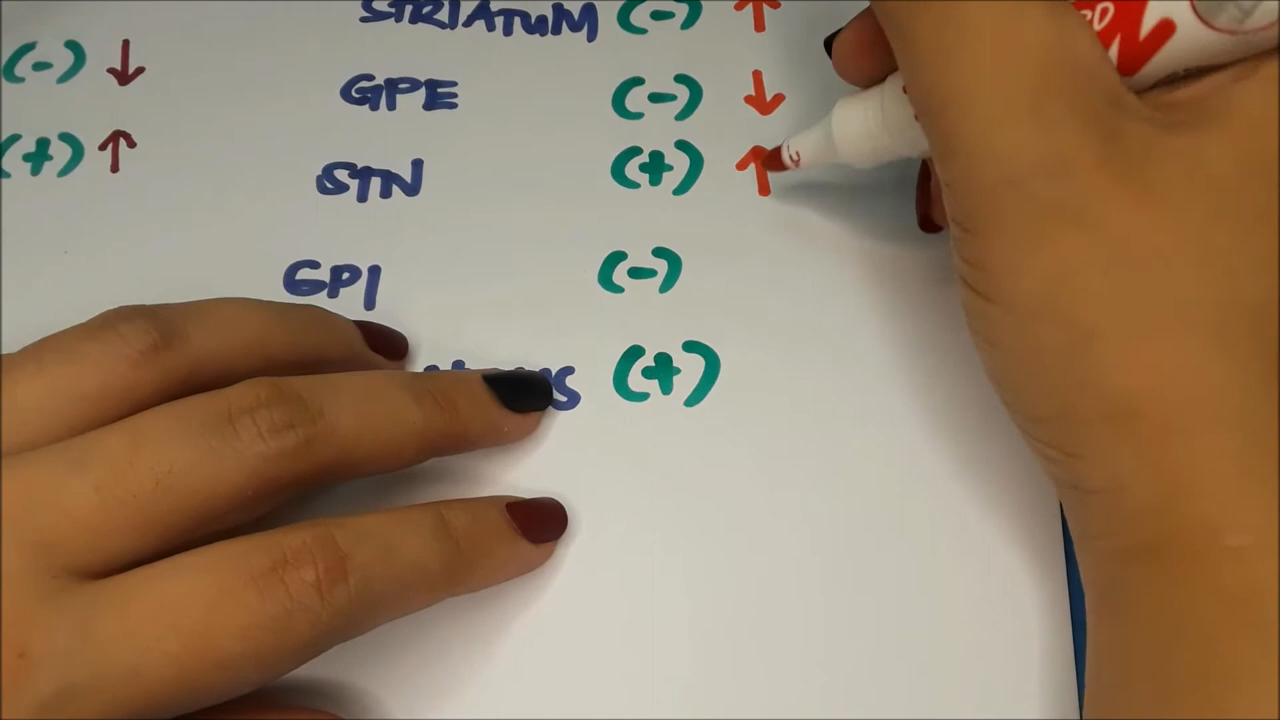 STRIATUM (-) ↑
(-) ↓ GPE (-) ↓
(+) ↑ STN (+) ↑
GPI (-)
(+)